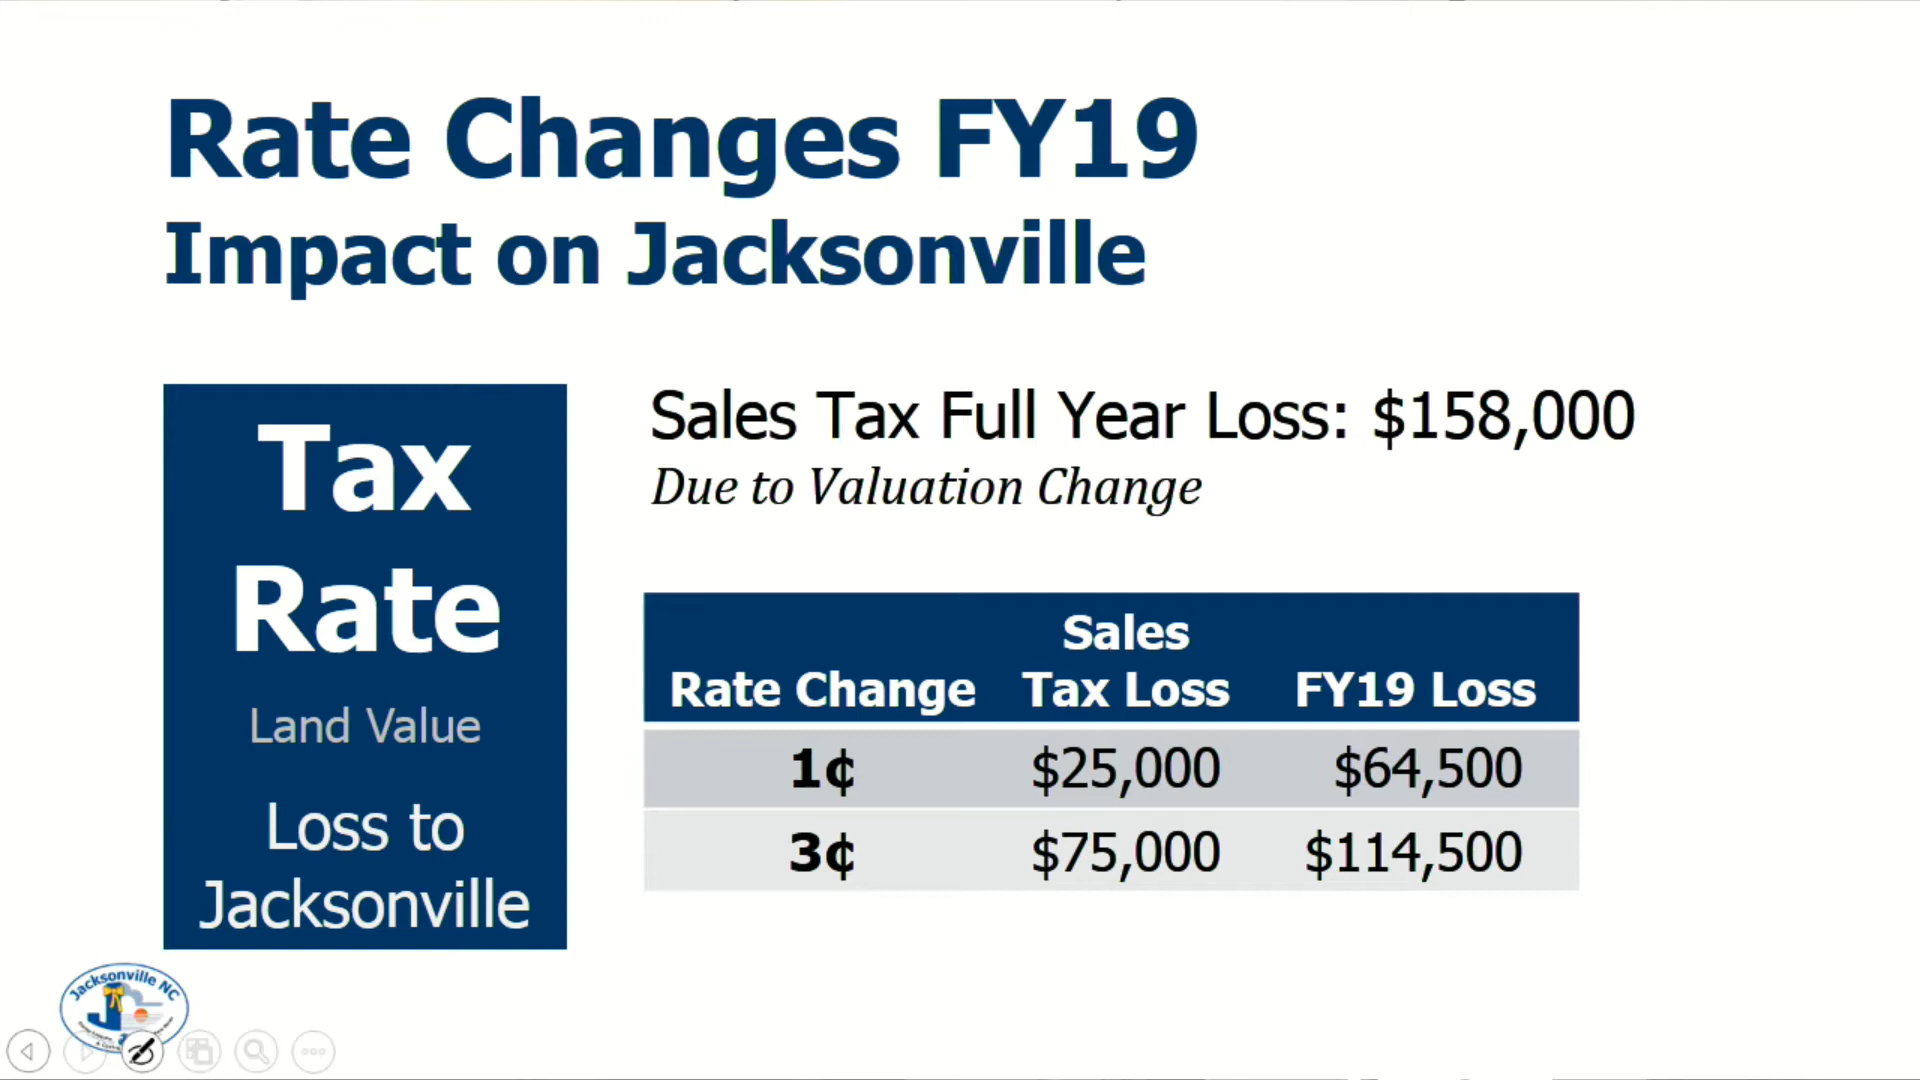 Rate Changes FY19
Impact on Jacksonville
Tax
Rate
Land Value
Loss to
Jacksonville
Sales Tax Full Year Loss: $158,000
Due to Valuation Change
Rate Change Sales Tax Loss FY19 Loss
1¢ $25,000 $64,500
3¢ $75,000 $114,500
Jacksonville NC